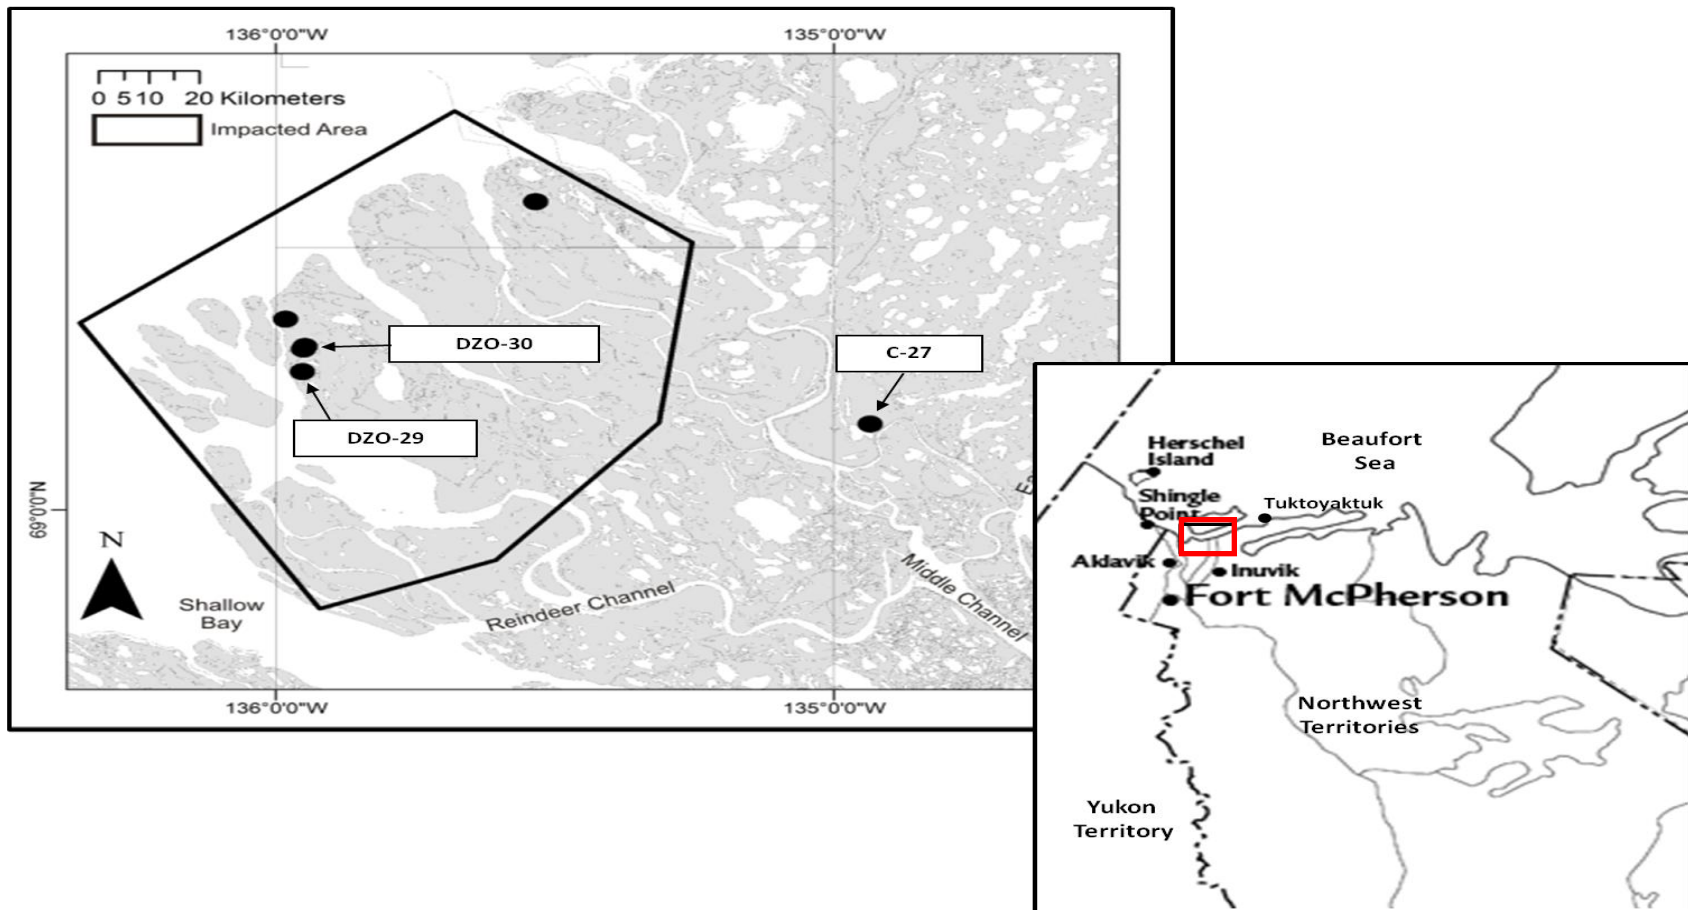 136°0'0"W
135°0'0"W
0 5 10 20 Kilometers
Impacted Area
DZO-30
C-27
DZO-29
69°0'0"N
N
Shallow
Bay
Reindeer Channel
Middle Channel
136°0'0"W
135°0'0"W
Herschel
Island
Beaufort
Sea
Shingle
Point
Tuktoyaktuk
Aklavik
Inuvik
Fort McPherson
Northwest
Territories
Yukon
Territory